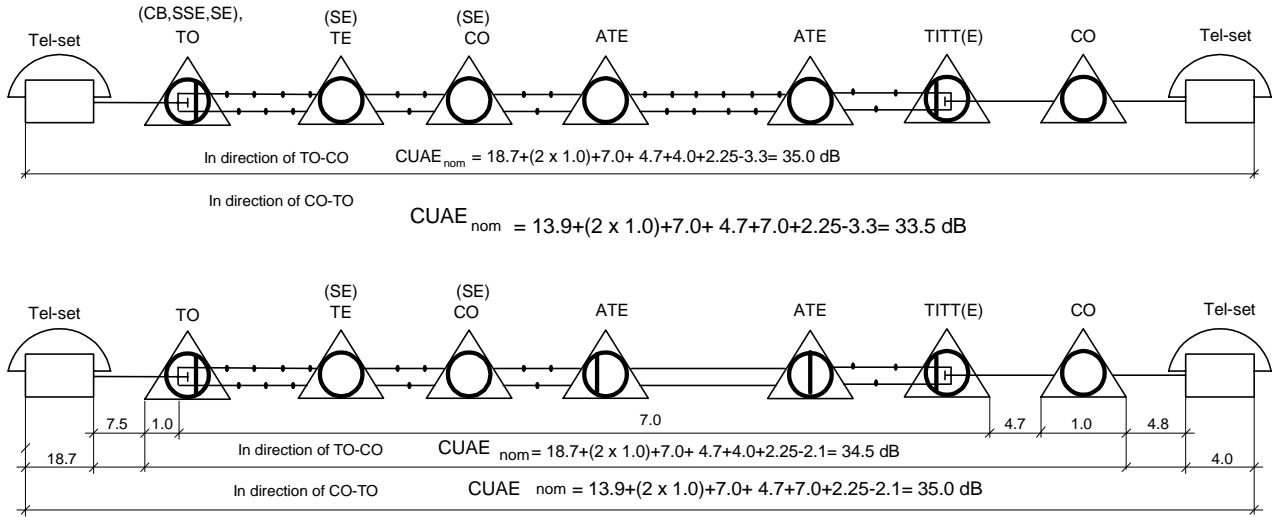 (CB,SSE,SE), (SE) (SE)
Tel-set TO TE CO ATE ATE TITT(E) CO Tel-set
In direction of TO-CO CUAE nom = 18.7+(2 x 1.0)+7.0+ 4.7+4.0+2.25-3.3= 35.0 dB
In direction of CO-TO
CUAE nom = 13.9+(2 x 1.0)+7.0+ 4.7+7.0+2.25-3.3= 33.5 dB
(SE) (SE)
Tel-set TO TE CO ATE ATE TITT(E) CO Tel-set
7.5 1.0 7.0 4.7 1.0 4.8
18.7 In direction of TO-CO CUAE nom = 18.7+(2 x 1.0)+7.0+ 4.7+4.0+2.25-2.1= 34.5 dB 4.0
In direction of CO-TO CUAE nom = 13.9+(2 x 1.0)+7.0+ 4.7+7.0+2.25-2.1= 35.0 dB